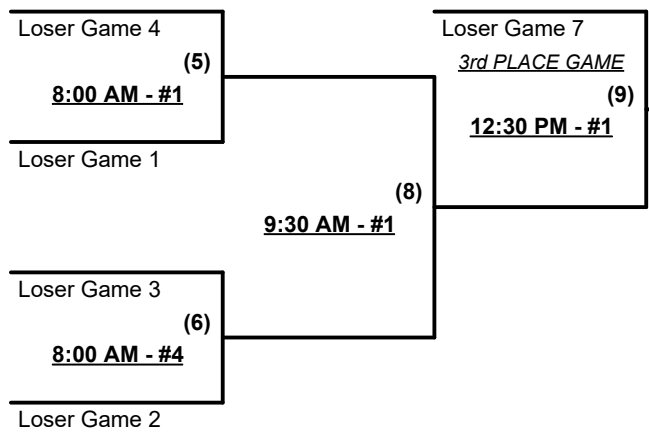 Loser Game 4
(5)
8:00 AM - #1
Loser Game 1
Loser Game 7
3rd PLACE GAME
(9)
12:30 PM - #1
(8)
9:30 AM - #1
Loser Game 3
(6)
8:00 AM - #4
Loser Game 2